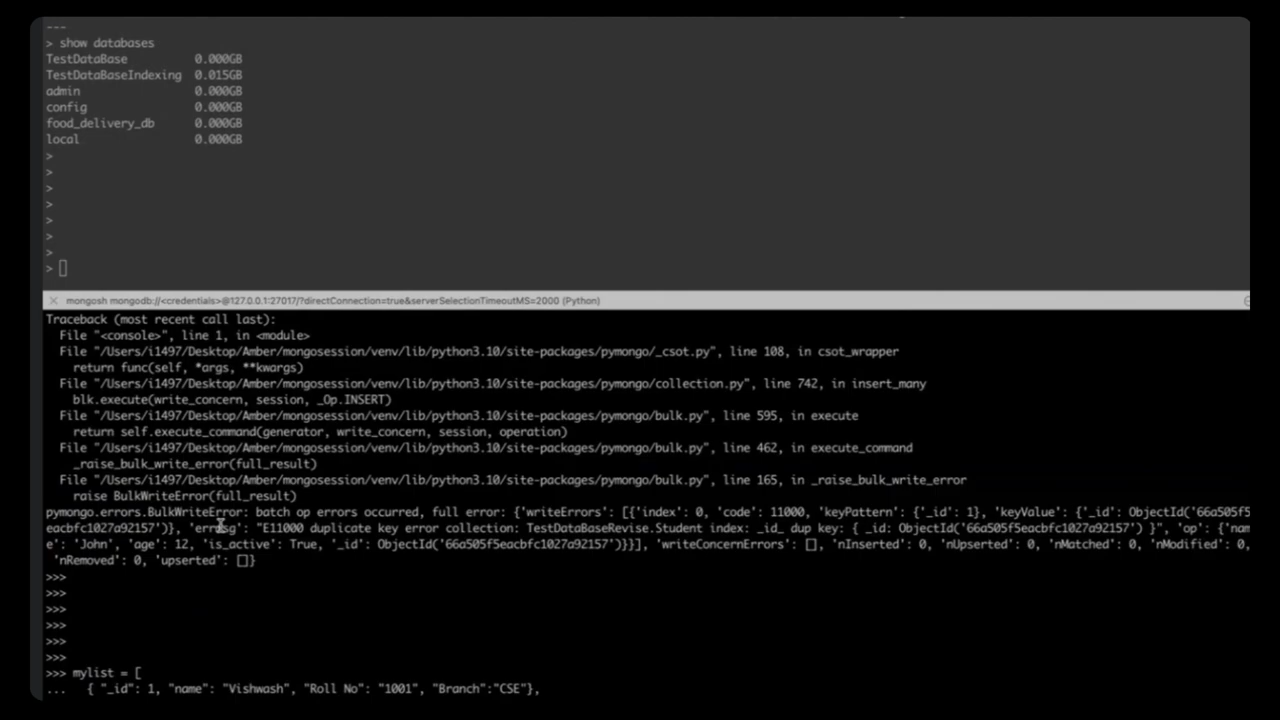 ---
> show databases
TestDataBase 0.000GB
TestDataBaseIndexing 0.015GB
admin 0.000GB
config 0.000GB
food_delivery_db 0.000GB
local 0.000GB
>
>
>
>
>
>
>
>
mongosh mongodb://<credentials>@127.0.0.1:27017/?directConnection=true&serverSelectionTimeoutMS=2000 (Python)
Traceback (most recent call last):
File "<console>", line 1, in <module>
File "/Users/i1497/Desktop/Amber/mongosession/venv/lib/python3.10/site-packages/pymongo/_csot.py", line 108, in csot_wrapper
return func(self, *args, **kwargs)
File "/Users/i1497/Desktop/Amber/mongosession/venv/lib/python3.10/site-packages/pymongo/collection.py", line 742, in insert_many
blk.execute(write_concern, session, _Op.INSERT)
File "/Users/i1497/Desktop/Amber/mongosession/venv/lib/python3.10/site-packages/pymongo/bulk.py", line 595, in execute
return self.execute_command(generator, write_concern, session, operation)
File "/Users/i1497/Desktop/Amber/mongosession/venv/lib/python3.10/site-packages/pymongo/bulk.py", line 462, in execute_command
_raise_bulk_write_error(full_result)
File "/Users/i1497/Desktop/Amber/mongosession/venv/lib/python3.10/site-packages/pymongo/bulk.py", line 165, in _raise_bulk_write_error
raise BulkWriteError(full_result)
pymongo.errors.BulkWriteError: batch op errors occurred, full error: {'writeErrors': [{'index': 0, 'code': 11000, 'keyPattern': {'_id': 1}, 'keyValue': {'_id': ObjectId('66a505f5
eacbfc1027a92157')}, 'errmsg': "E11000 duplicate key error collection: TestDataBaseRevise.Student index: _id_ dup key: { _id: ObjectId('66a505f5eacbfc1027a92157') }", 'op': {'nam
e': 'John', 'age': 12, 'is_active': True, '_id': ObjectId('66a505f5eacbfc1027a92157')}}], 'writeConcernErrors': [], 'nInserted': 0, 'nUpserted': 0, 'nMatched': 0, 'nModified': 0,
'nRemoved': 0, 'upserted': []}
>>>
>>>
>>>
>>>
>>>
>>>
>>> mylist = [
... { "_id": 1, "name": "Vishwash", "Roll No": "1001", "Branch":"CSE"},